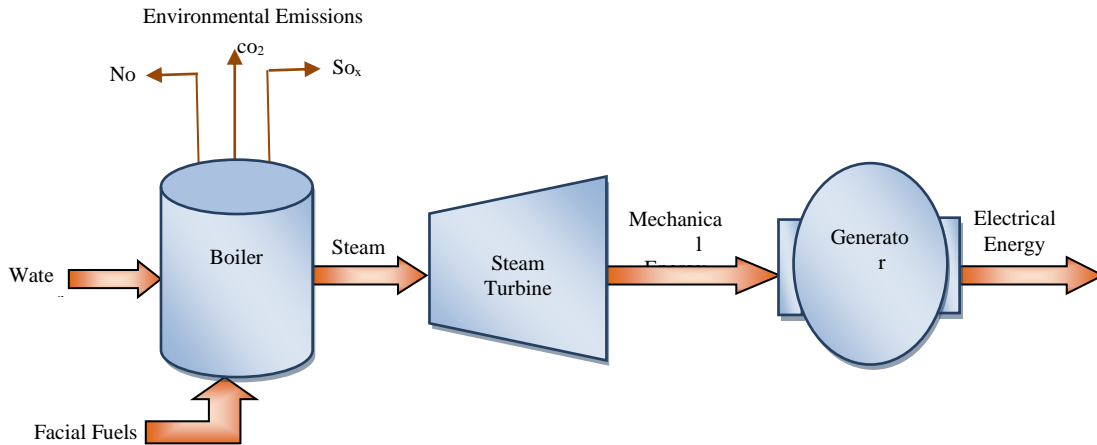 Environmental Emissions
co₂
No
Soₓ
Boiler
Steam
Steam
Turbine
Mechanica
l
Generato
r
Electrical
Energy
Wate
Facial Fuels